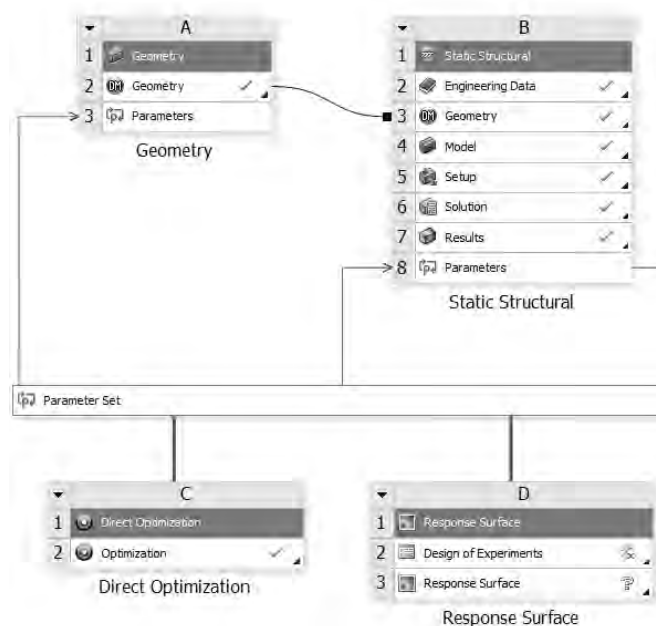 A
1 Geometry
2 DM Geometry
3 Parameters
Geometry
B
1 Static Structural
2 Engineering Data
3 DM Geometry
4 Model
5 Setup
6 Solution
7 Results
8 Parameters
Static Structural
Parameter Set
C
1 Direct Optimization
2 Optimization
Direct Optimization
D
1 Response Surface
2 Design of Experiments
3 Response Surface
Response Surface